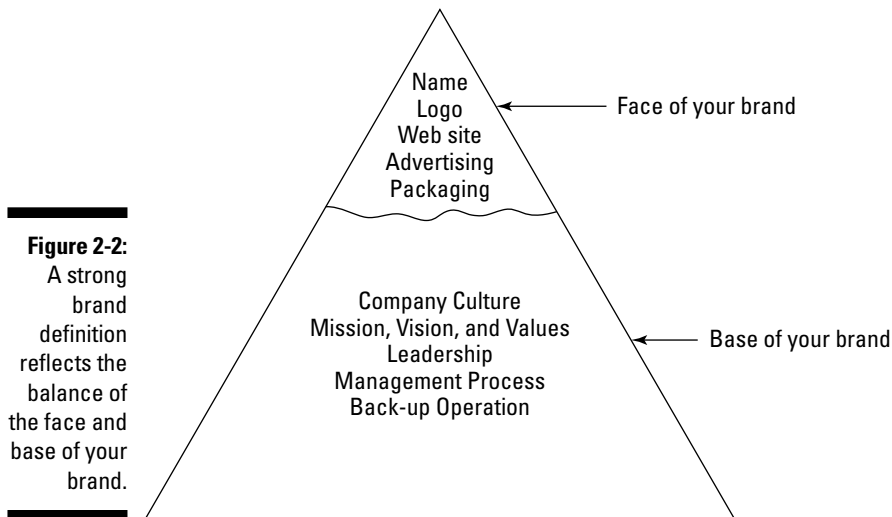 Name
Logo
Web site
Advertising
Packaging
Face of your brand
Figure 2-2:
A strong
brand
definition
reflects the
balance of
the face and
base of your
brand.
Company Culture
Mission, Vision, and Values
Leadership
Management Process
Back-up Operation
Base of your brand